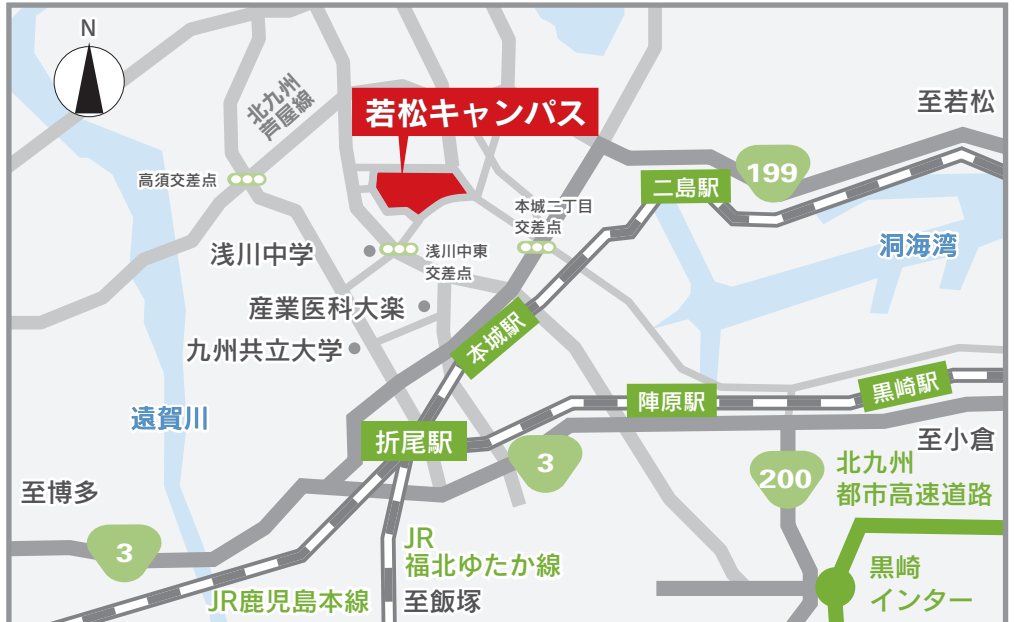 N
北九州
芦屋線
若松キャンパス
至若松
199
高須交差点
二島駅
本城二丁目
交差点
浅川中学
浅川中東
交差点
洞海湾
産業医科大楽
本城駅
九州共立大学
黒崎駅
陣原駅
遠賀川
折尾駅
至小倉
3
北九州
都市高速道路
200
至博多
3
JR
福北ゆたか線
黒崎
インター
JR鹿児島本線
至飯塚